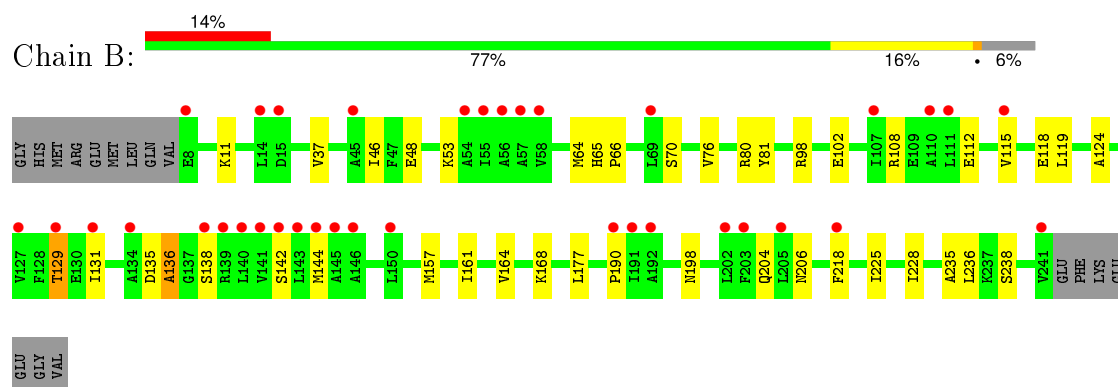 14%
Chain B:
77% 16% • 6%
GLY HIS MET ARG GLU MET LEU GLN VAL E8 K11 L14 D15 V37 A45 I46 F47 E48 K53 A54 I55 A56 A57 V58 M64 H65 P66 L69 S70 V76 R80 Y81 R98 E102 I107 R108 E109 A110 L111 E112 V115 E118 L119 A124
V127 F128 T129 E130 I131 A134 D135 A136 G137 S138 R139 L140 V141 S142 L143 M144 A145 A146 L150 M157 I161 V164 K168 L177 P190 I191 A192 N198 L202 F203 Q204 L205 N206 F218 I225 I228 A235 L236 K237 S238 V241 GLU PHE LYS GLU
GLU GLY VAL